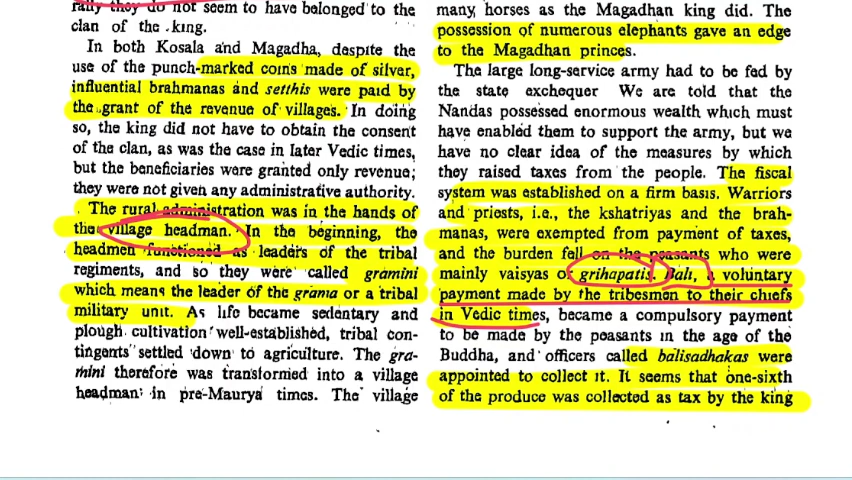 rally they do not seem to have belonged to the
clan of the king.
In both Kosala and Magadha, despite the
use of the punch-marked coins made of silver,
influential brahmanas and setthis were paid by
the grant of the revenue of villages. In doing
so, the king did not have to obtain the consent
of the clan, as was the case in later Vedic times,
but the beneficiaries were granted only revenue;
they were not given any administrative authority.
The rural administration was in the hands of
the village headman. In the beginning, the
headmen functioned as leaders of the tribal
regiments, and so they were called gramini
which means the leader of the grama or a tribal
military unit. As life became sedentary and
plough cultivation well-established, tribal con-
tingents settled down to agriculture. The gra-
mini therefore was transformed into a village
headman in pre-Maurya times. The village
many, horses as the Magadhan king did. The
possession of numerous elephants gave an edge
to the Magadhan princes.
The large long-service army had to be fed by
the state exchequer We are told that the
Nandas possessed enormous wealth which must
have enabled them to support the army, but we
have no clear idea of the measures by which
they raised taxes from the people. The fiscal
system was established on a firm basis. Warriors
and priests, i.e., the kshatriyas and the brah-
manas, were exempted from payment of taxes,
and the burden fell on the peasants who were
mainly vaisyas or grihapatis. Bali, a voluntary
payment made by the tribesmen to their chiefs
in Vedic times, became a compulsory payment
to be made by the peasants in the age of the
Buddha, and officers called balisadhakas were
appointed to collect it. It seems that one-sixth
of the produce was collected as tax by the king